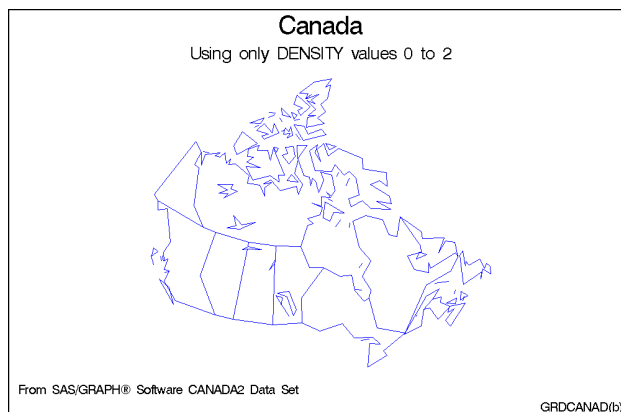 Canada
Using only DENSITY values 0 to 2
From SAS/GRAPH® Software CANADA2 Data Set
GRDCANAD(b)